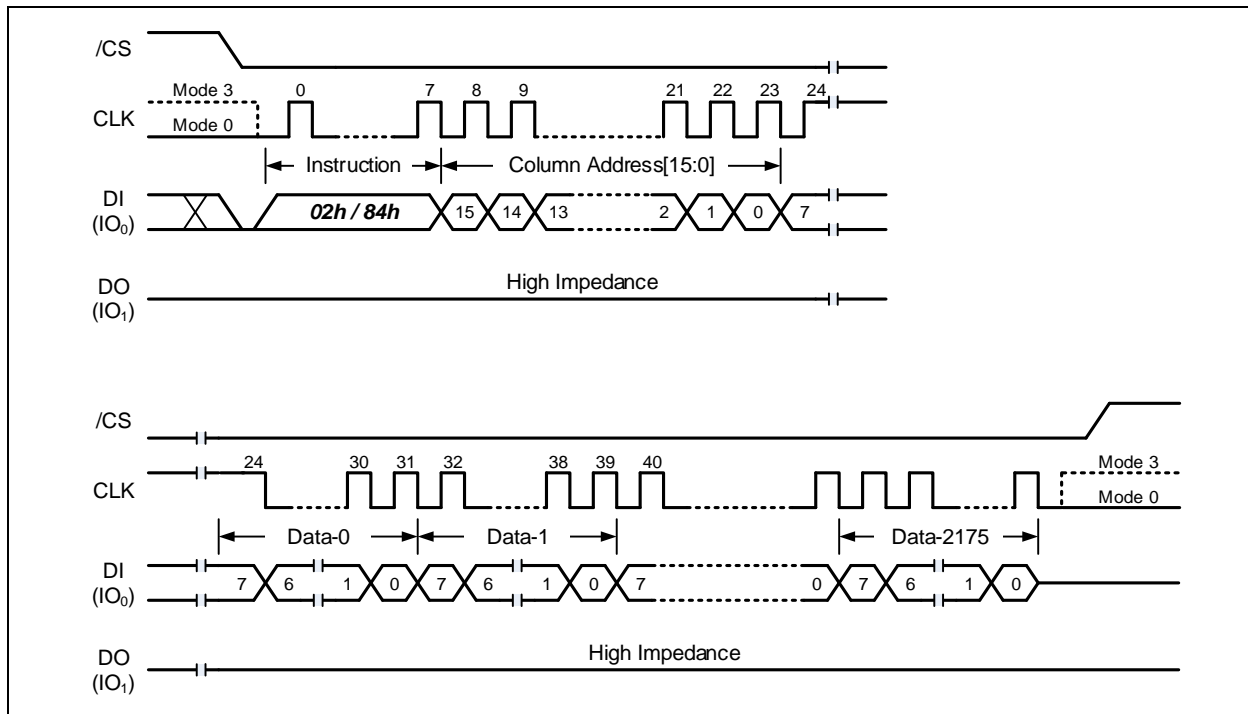 /CS
Mode 3 0 7 8 9 21 22 23 24
CLK
Mode 0
Instruction Column Address[15:0]
DI
(IO₀)
02h / 84h 15 14 13 2 1 0 7
DO
(IO₁)
High Impedance
/CS
24 30 31 32 38 39 40
CLK
Mode 3
Mode 0
Data-0 Data-1 Data-2175
DI
(IO₀)
7 6 1 0 7 6 1 0 7 0 7 6 1 0
DO
(IO₁)
High Impedance